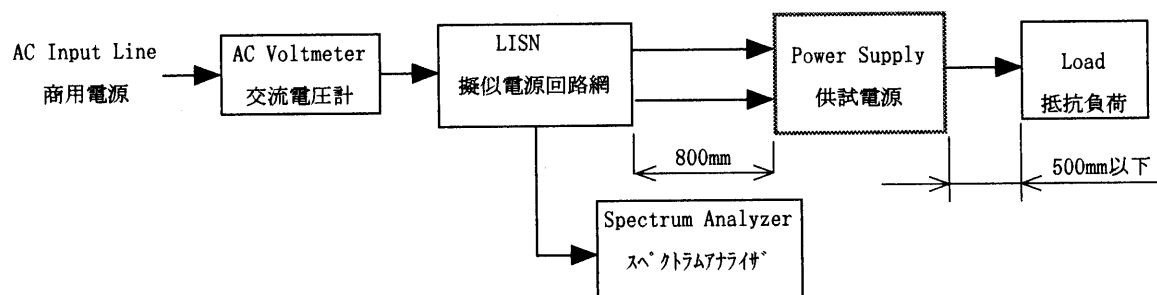 AC Input Line
商用電源
AC Voltmeter
交流電圧計
LISN
擬似電源回路網
Power Supply
供試電源
Load
抵抗負荷
800mm
500mm以下
Spectrum Analyzer
スペクトラムアナライザ